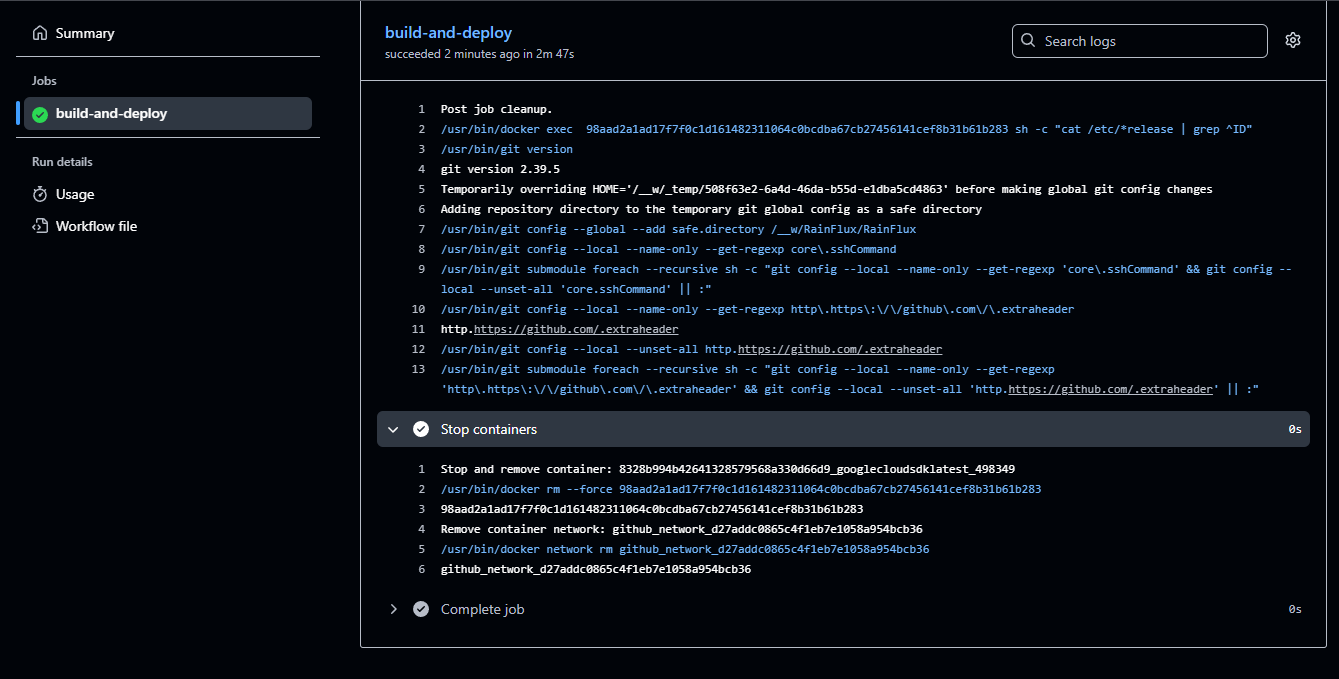 Summary
Jobs
build-and-deploy
Run details
Usage
Workflow file
build-and-deploy
succeeded 2 minutes ago in 2m 47s
Search logs
1 Post job cleanup.
2 /usr/bin/docker exec  98aad2a1ad17f7f0c1d161482311064c0bcdba67cb27456141cef8b31b61b283 sh -c "cat /etc/*release | grep ^ID"
3 /usr/bin/git version
4 git version 2.39.5
5 Temporarily overriding HOME='/__w/_temp/508f63e2-6a4d-46da-b55d-e1dba5cd4863' before making global git config changes
6 Adding repository directory to the temporary git global config as a safe directory
7 /usr/bin/git config --global --add safe.directory /__w/RainFlux/RainFlux
8 /usr/bin/git config --local --name-only --get-regexp core\.sshCommand
9 /usr/bin/git submodule foreach --recursive sh -c "git config --local --name-only --get-regexp 'core\.sshCommand' && git config --
local --unset-all 'core.sshCommand' || :"
10 /usr/bin/git config --local --name-only --get-regexp http\.https\:\/\/github\.com\/\.extraheader
11 http.https://github.com/.extraheader
12 /usr/bin/git config --local --unset-all http.https://github.com/.extraheader
13 /usr/bin/git submodule foreach --recursive sh -c "git config --local --name-only --get-regexp
'http\.https\:\/\/github\.com\/\.extraheader' && git config --local --unset-all 'http.https://github.com/.extraheader' || :"
Stop containers 0s
1 Stop and remove container: 8328b994b42641328579568a330d66d9_googlecloudsdklatest_498349
2 /usr/bin/docker rm --force 98aad2a1ad17f7f0c1d161482311064c0bcdba67cb27456141cef8b31b61b283
3 98aad2a1ad17f7f0c1d161482311064c0bcdba67cb27456141cef8b31b61b283
4 Remove container network: github_network_d27addc0865c4f1eb7e1058a954bcb36
5 /usr/bin/docker network rm github_network_d27addc0865c4f1eb7e1058a954bcb36
6 github_network_d27addc0865c4f1eb7e1058a954bcb36
Complete job 0s